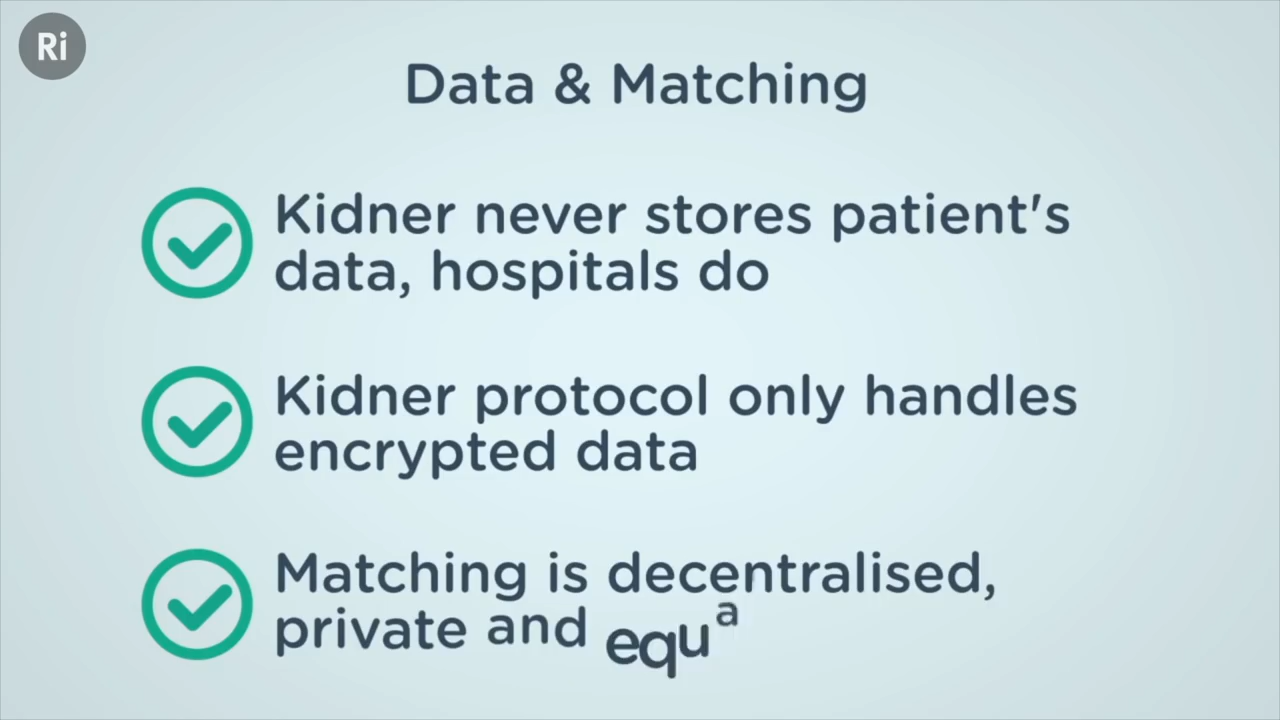 Ri
Data & Matching
Kidner never stores patient's
data, hospitals do
Kidner protocol only handles
encrypted data
Matching is decentralised,
private and equa